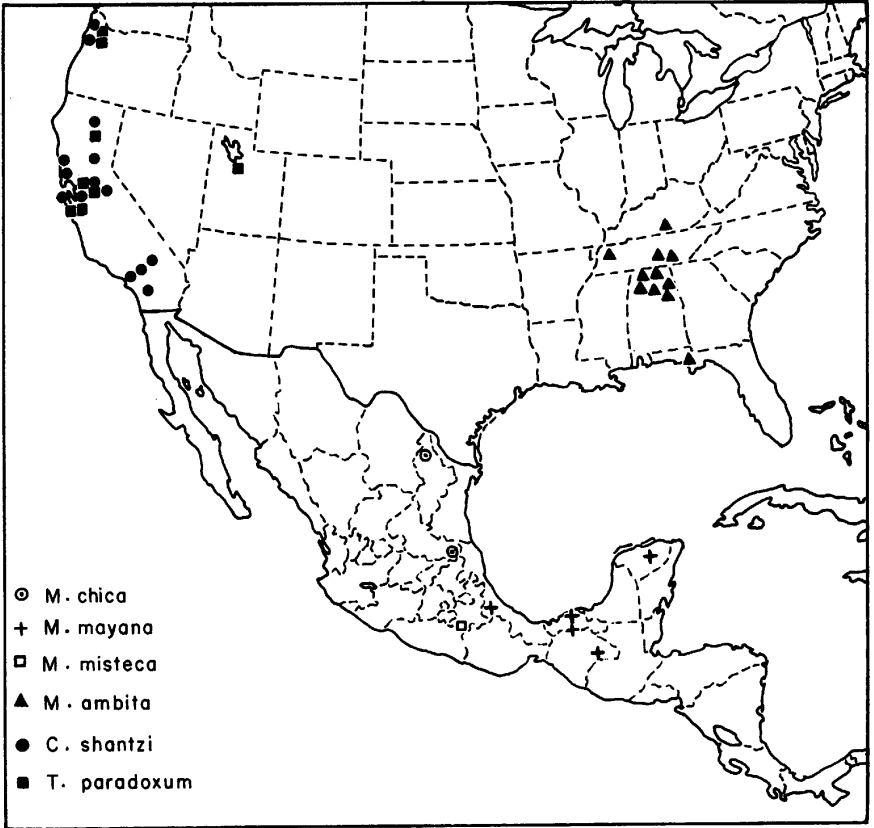 M. chica
M. mayana
M. misteca
M. ambita
C. shantzi
T. paradoxum